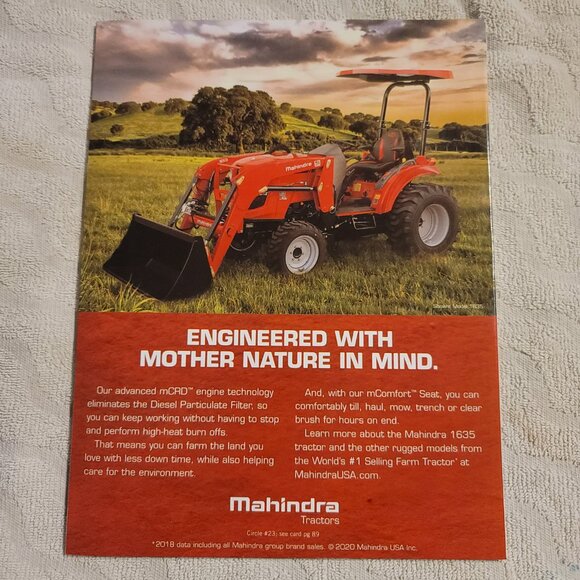 Mahindra
Shown: Model 1635
ENGINEERED WITH
MOTHER NATURE IN MIND.
Our advanced mCRD™ engine technology
eliminates the Diesel Particulate Filter, so
you can keep working without having to stop
and perform high-heat burn offs.
That means you can farm the land you
love with less down time, while also helping
care for the environment.
And, with our mComfort™ Seat, you can
comfortably till, haul, mow, trench or clear
brush for hours on end.
Learn more about the Mahindra 1635
tractor and the other rugged models from
the World's #1 Selling Farm Tractor* at
MahindraUSA.com.
Mahindra
Tractors
Circle #23; see card pg 89
*2018 data including all Mahindra group brand sales. © 2020 Mahindra USA Inc.